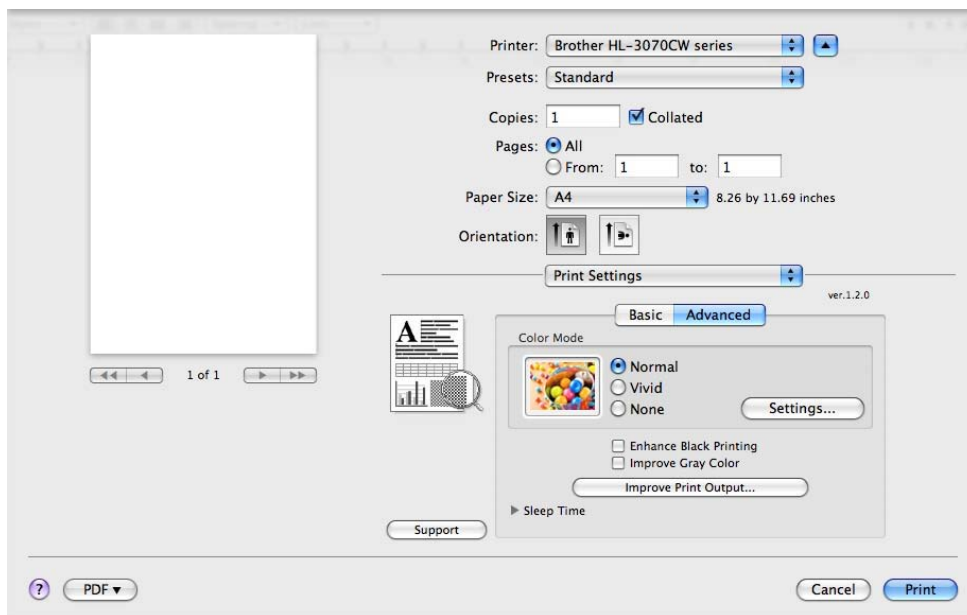 Printer: Brother HL-3070CW series
Presets: Standard
Copies: 1 Collated
Pages: All
From: 1 to: 1
Paper Size: A4 8.26 by 11.69 inches
Orientation:
Print Settings
ver.1.2.0
Basic Advanced
Color Mode
Normal
Vivid
None Settings...
Enhance Black Printing
Improve Gray Color
Improve Print Output...
Sleep Time
Support
A
1 of 1
? PDF Cancel Print